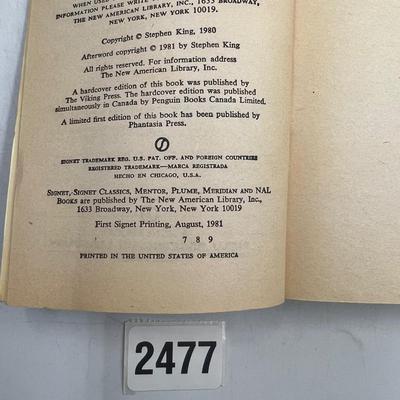 WHEN USED
INFORMATION PLEASE WRITE
THE NEW AMERICAN LIBRARY, INC., 1633 BROADWAY,
NEW YORK, NEW YORK 10019.
Copyright © Stephen King, 1980
Afterword copyright © 1981 by Stephen King
All rights reserved. For information address
The New American Library, Inc.
A hardcover edition of this book was published by
The Viking Press. The hardcover edition was published
simultaneously in Canada by Penguin Books Canada Limited.
A limited first edition of this book has been published by
Phantasia Press.
SIGNET TRADEMARK REG. U.S. PAT. OFF. AND FOREIGN COUNTRIES
REGISTERED TRADEMARK—MARCA REGISTRADA
HECHO EN CHICAGO, U.S.A.
SIGNET, SIGNET CLASSICS, MENTOR, PLUME, MERIDIAN and NAL
BOOKS are published by The New American Library, Inc.,
1633 Broadway, New York, New York 10019
First Signet Printing, August, 1981
7 8 9
PRINTED IN THE UNITED STATES OF AMERICA
2477